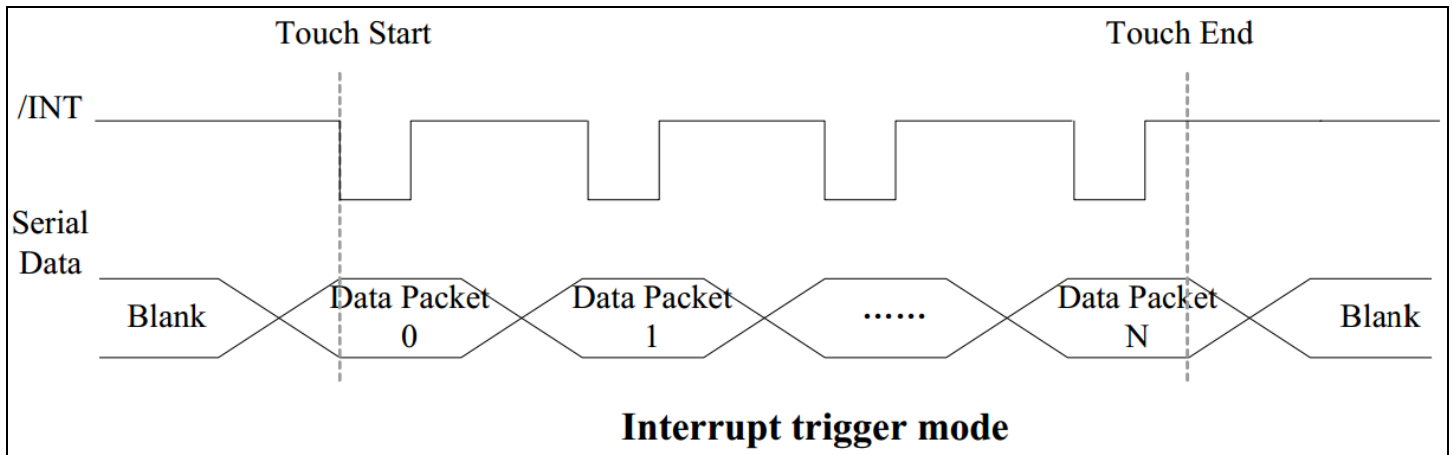 Touch Start
Touch End
/INT
Serial
Data
Blank
Data Packet
0
Data Packet
1
......
Data Packet
N
Blank
Interrupt trigger mode